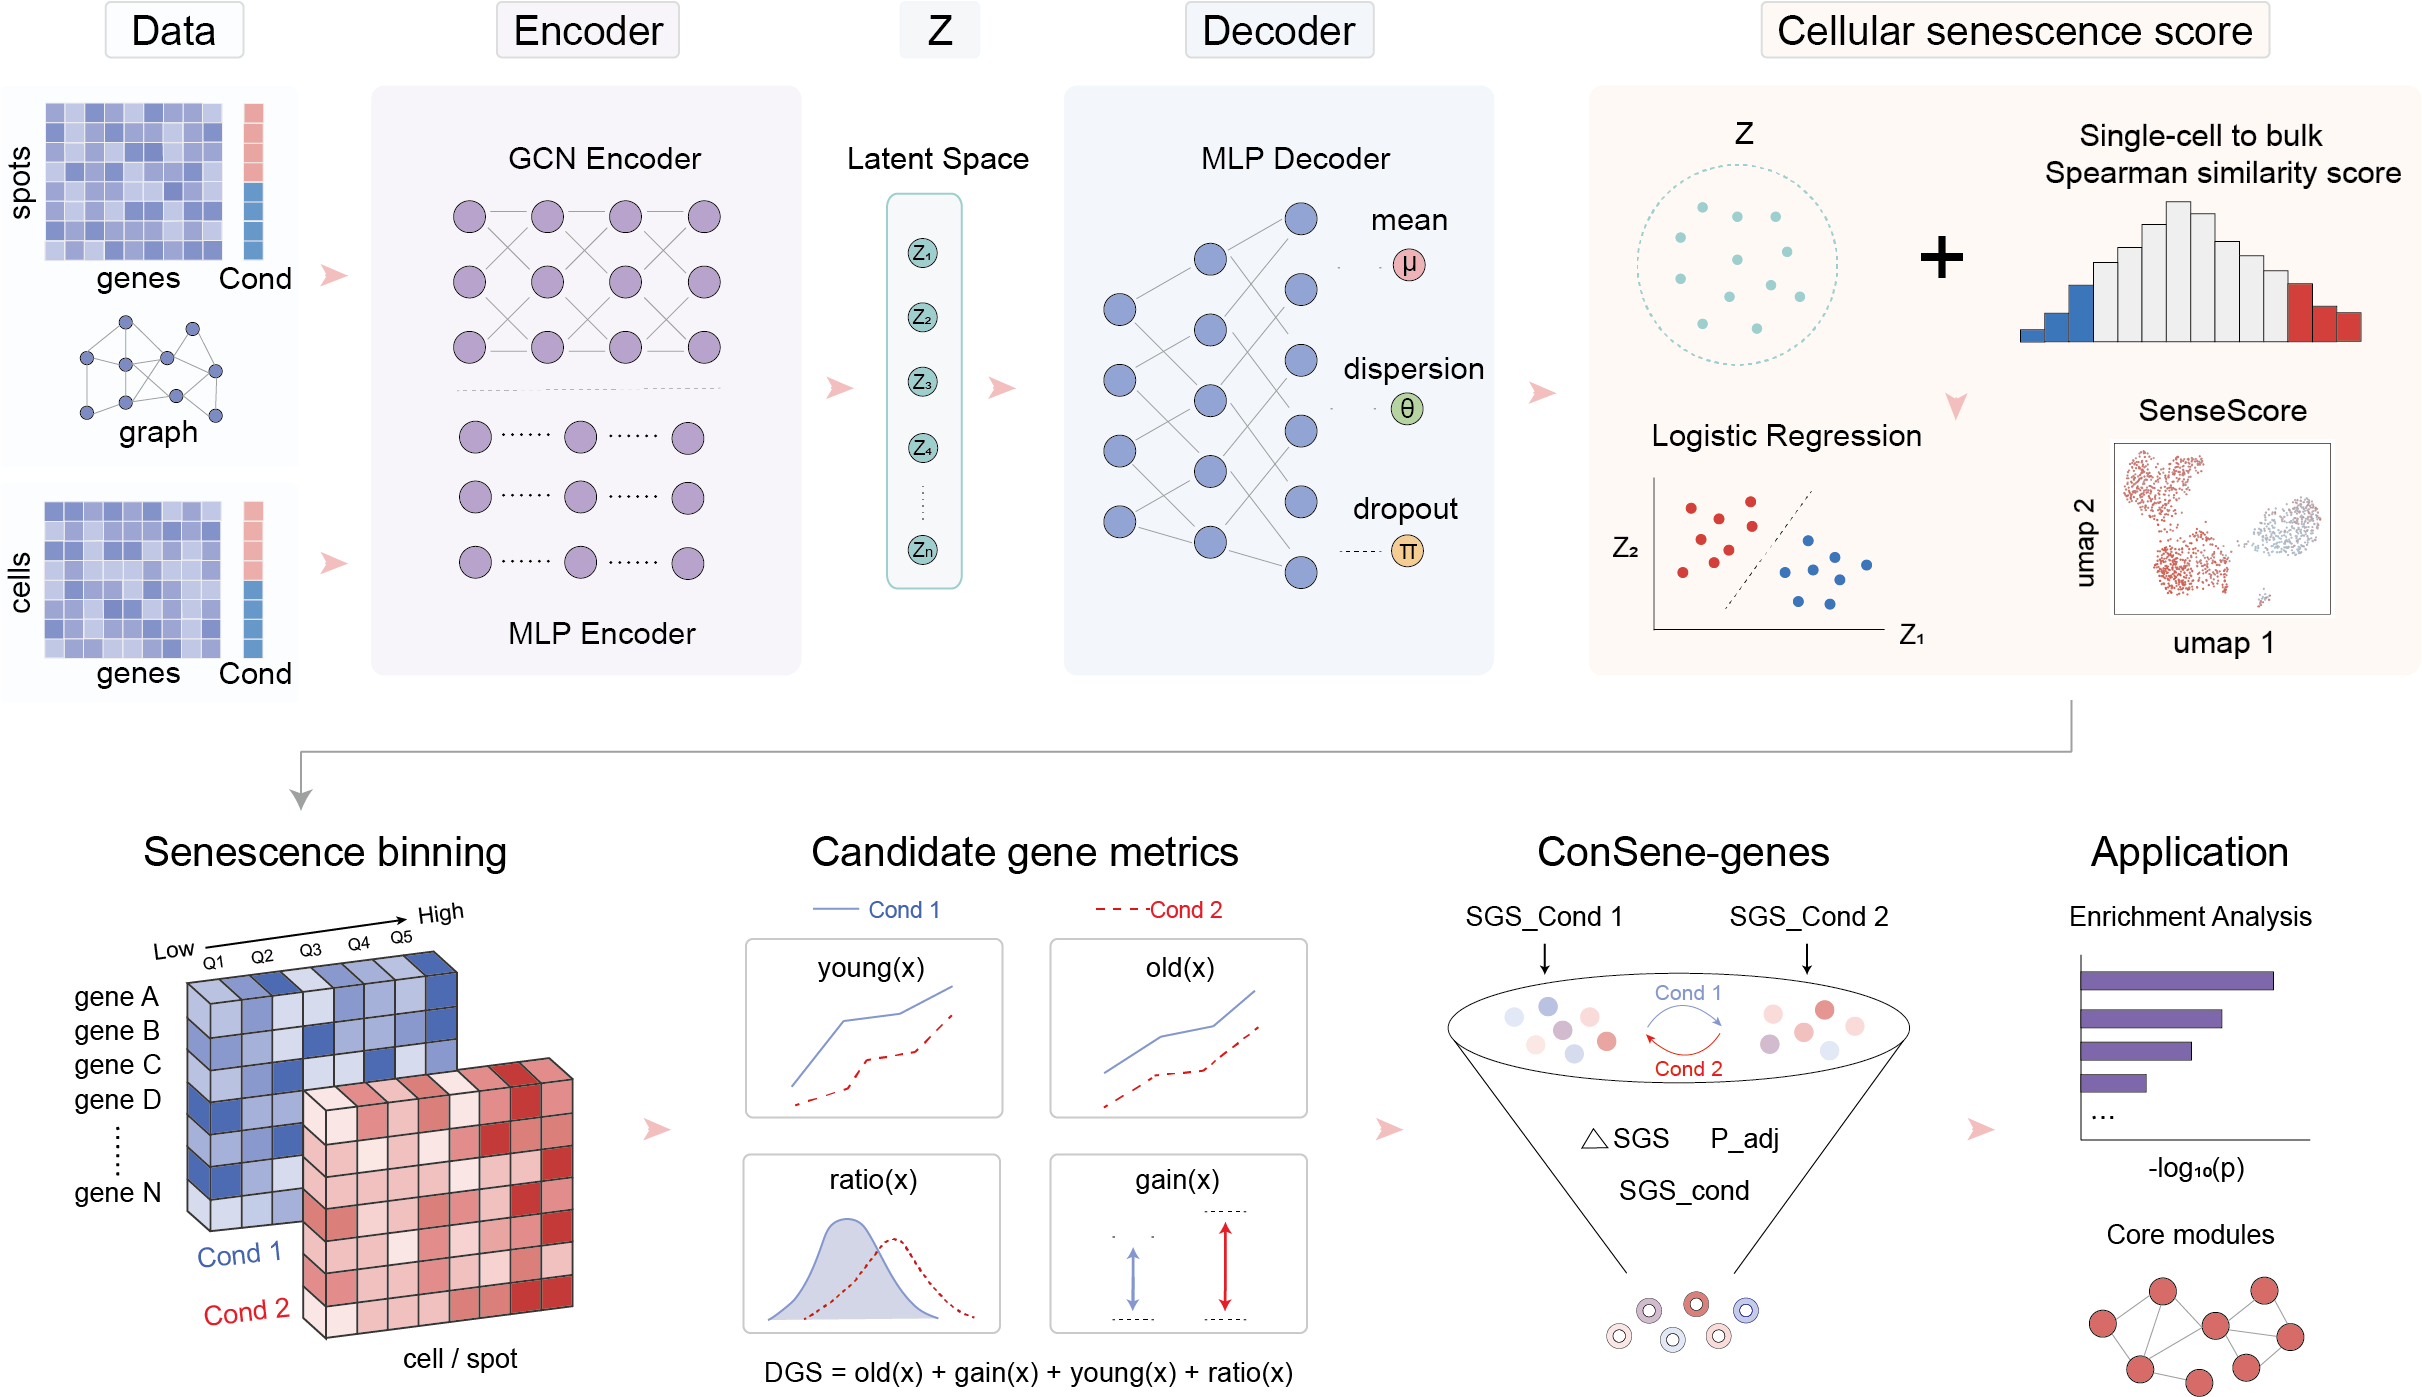 Data
Encoder
Z
Decoder
Cellular senescence score
spots
genes
Cond
graph
cells
genes
Cond
GCN Encoder
MLP Encoder
Latent Space
Z₁
Z₂
Z₃
Z₄
Zn
MLP Decoder
mean
μ
dispersion
θ
dropout
π
Z
Single-cell to bulk
Spearman similarity score
Logistic Regression
Z₂
Z₁
SenseScore
umap 2
umap 1
Senescence binning
Low
High
Q1
Q2
Q3
Q4
Q5
gene A
gene B
gene C
gene D
gene N
Cond 1
Cond 2
cell / spot
Candidate gene metrics
Cond 1
Cond 2
young(x)
old(x)
ratio(x)
gain(x)
DGS = old(x) + gain(x) + young(x) + ratio(x)
ConSene-genes
SGS_Cond 1
SGS_Cond 2
Cond 1
Cond 2
△ SGS
P_adj
SGS_cond
Application
Enrichment Analysis
...
-log₁₀(p)
Core modules